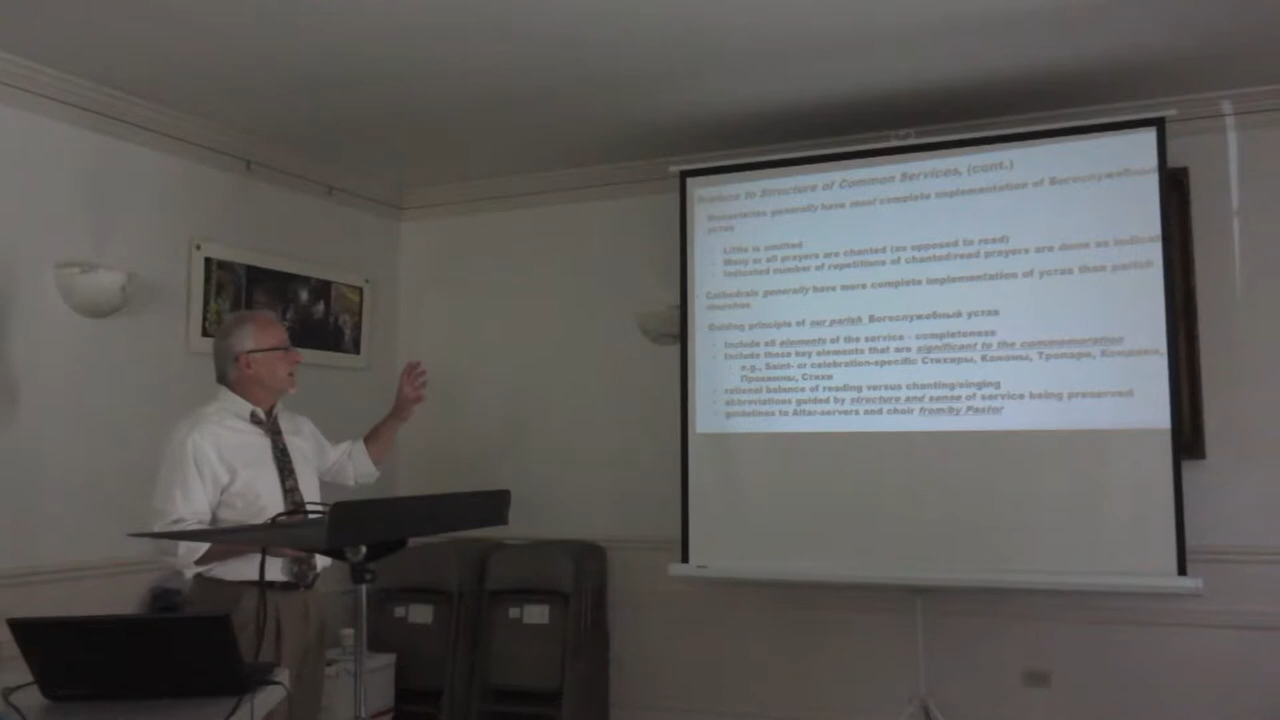 Preface to Structure of Common Services, (cont.)
Monasteries generally have most complete implementation of Богослужебный
устав
Little is omitted
Many or all prayers are chanted (as opposed to read)
Indicated number of repetitions of chanted/read prayers are done as indicat
Cathedrals generally have more complete implementation of устав than parish
churches
Guiding principle of our parish Богослужебный устав
Include all elements of the service - completeness
Include those key elements that are significant to the commemoration
e.g., Saint- or celebration-specific Стихиры, Каноны, Тропари, Кондаки,
Прокимны, Стихи
rational balance of reading versus chanting/singing
abbreviations guided by structure and sense of service being preserved
guidelines to Altar-servers and choir from/by Pastor